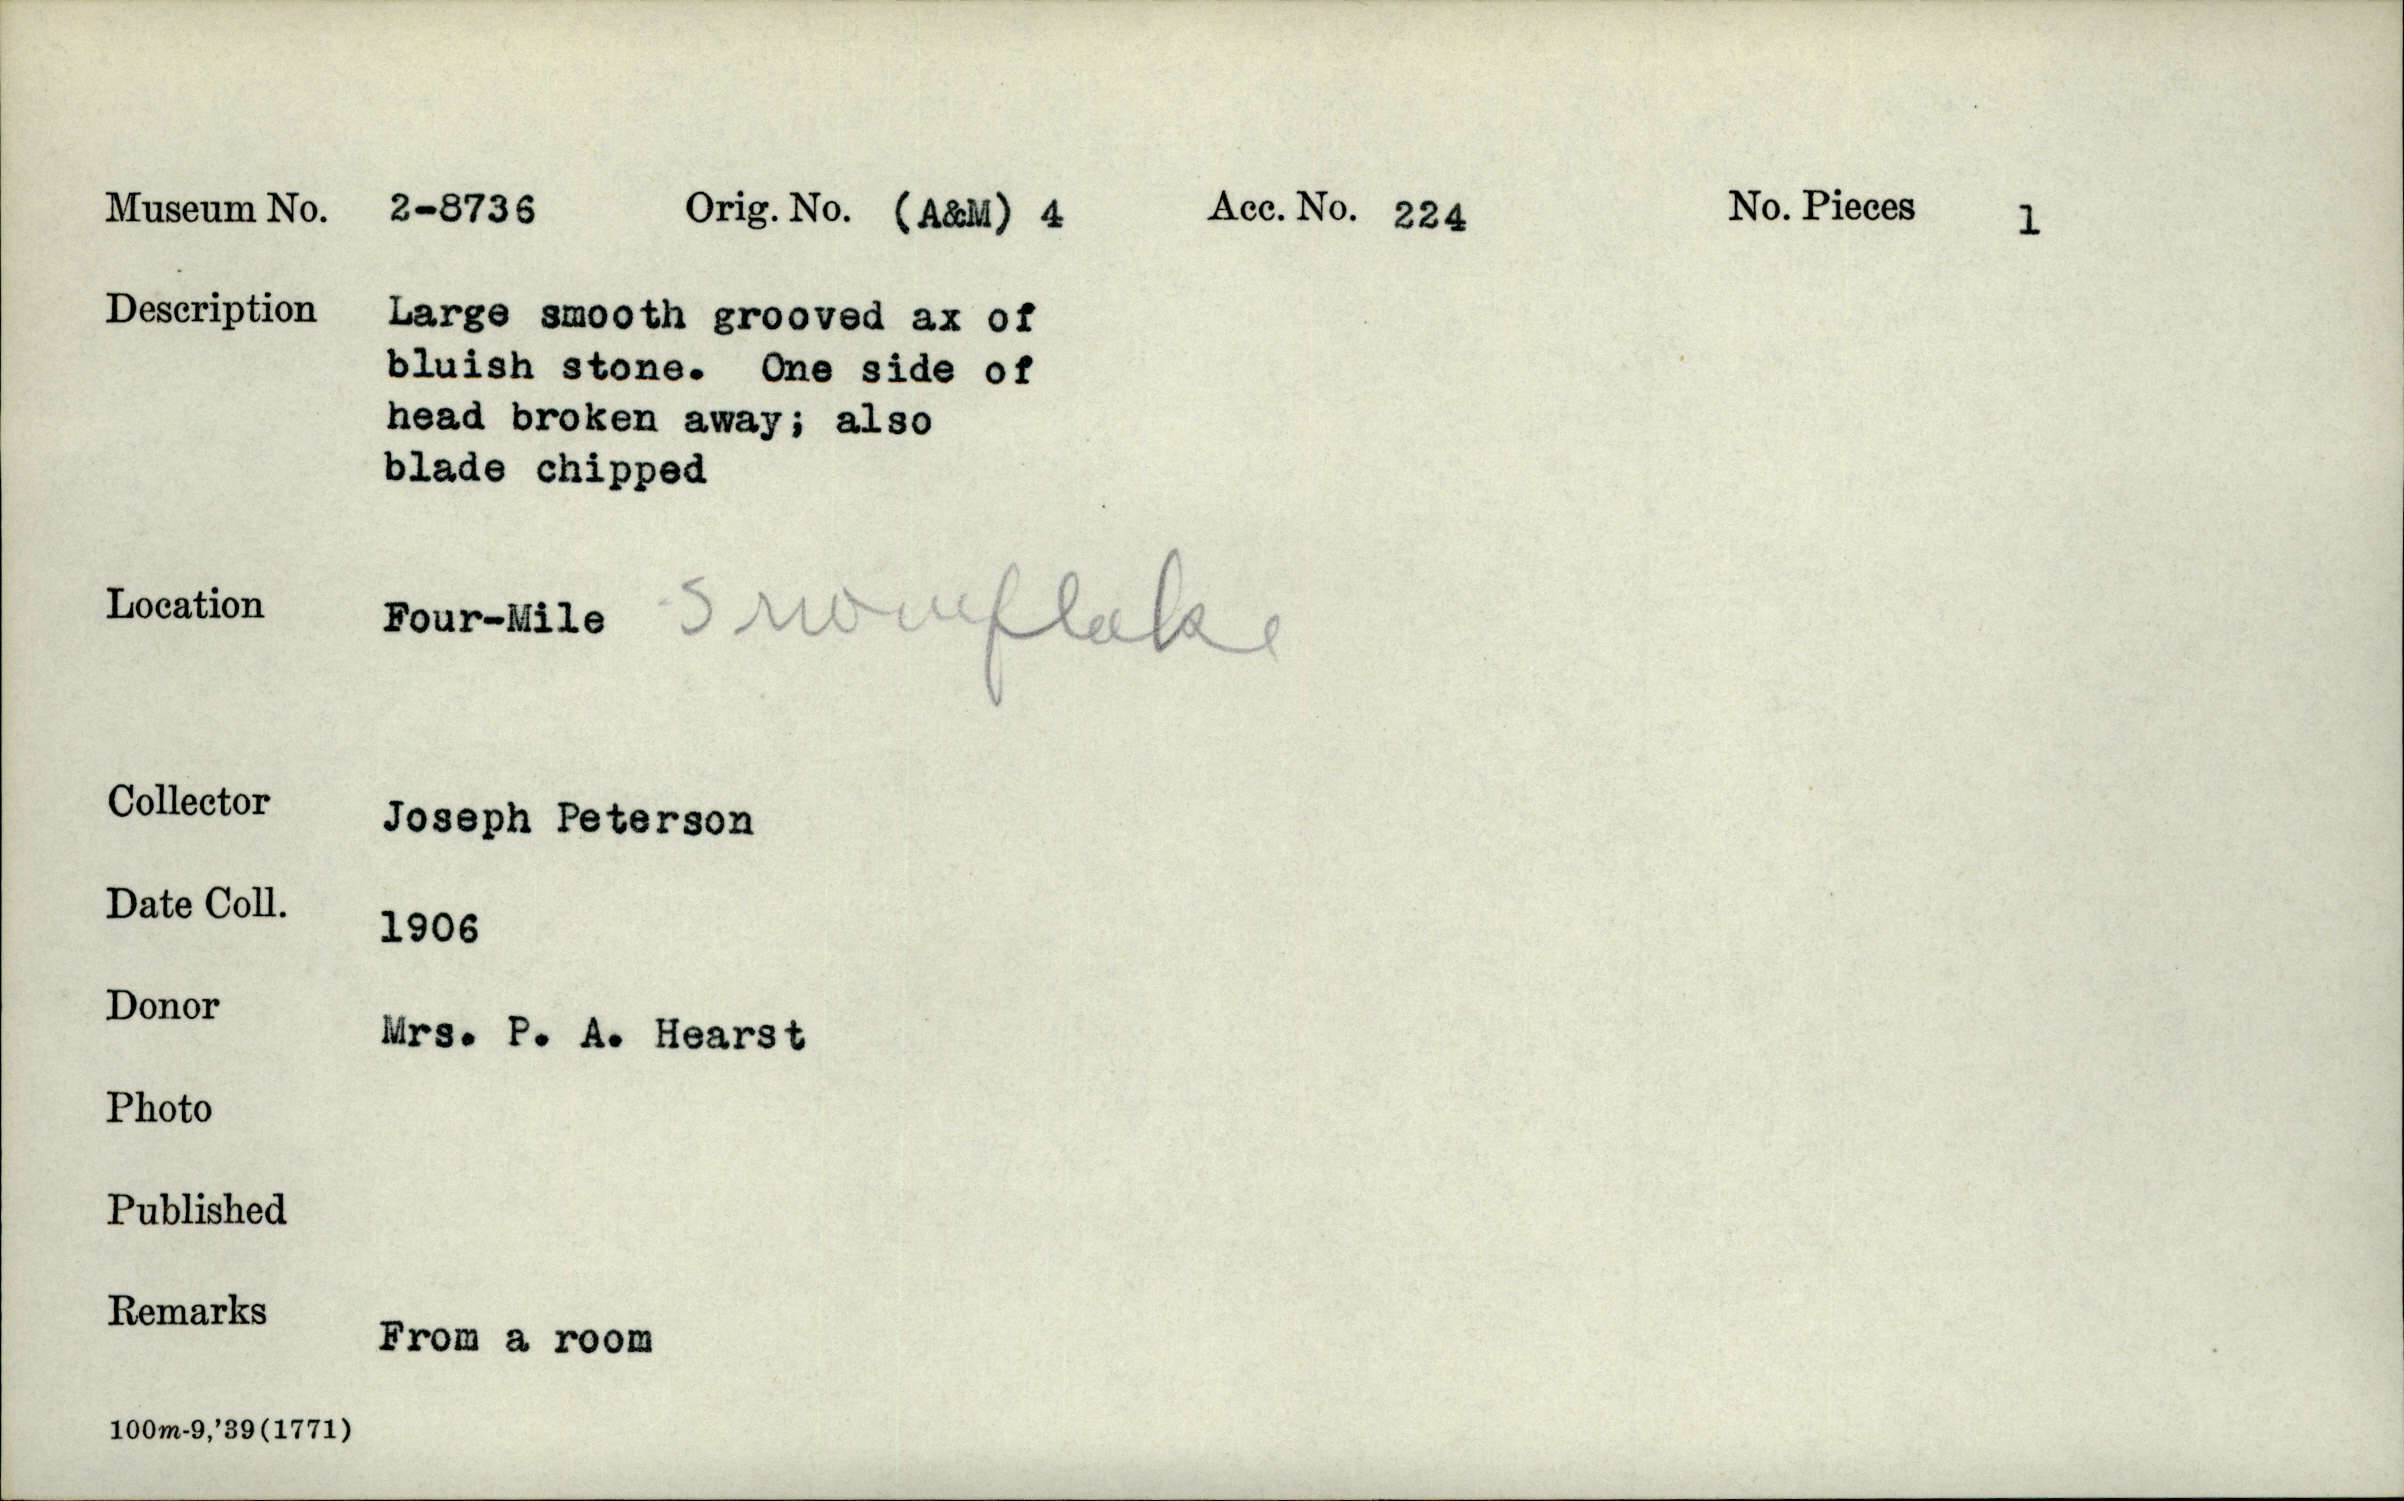 Museum No. 2-8736 Orig. No. (A&M) 4 Acc. No. 224 No. Pieces 1
Description Large smooth grooved ax of
bluish stone. One side of
head broken away; also
blade chipped
Location Four-Mile Snowflake
Collector Joseph Peterson
Date Coll. 1906
Donor Mrs. P. A. Hearst
Photo
Published
Remarks From a room
100m-9,'39(1771)